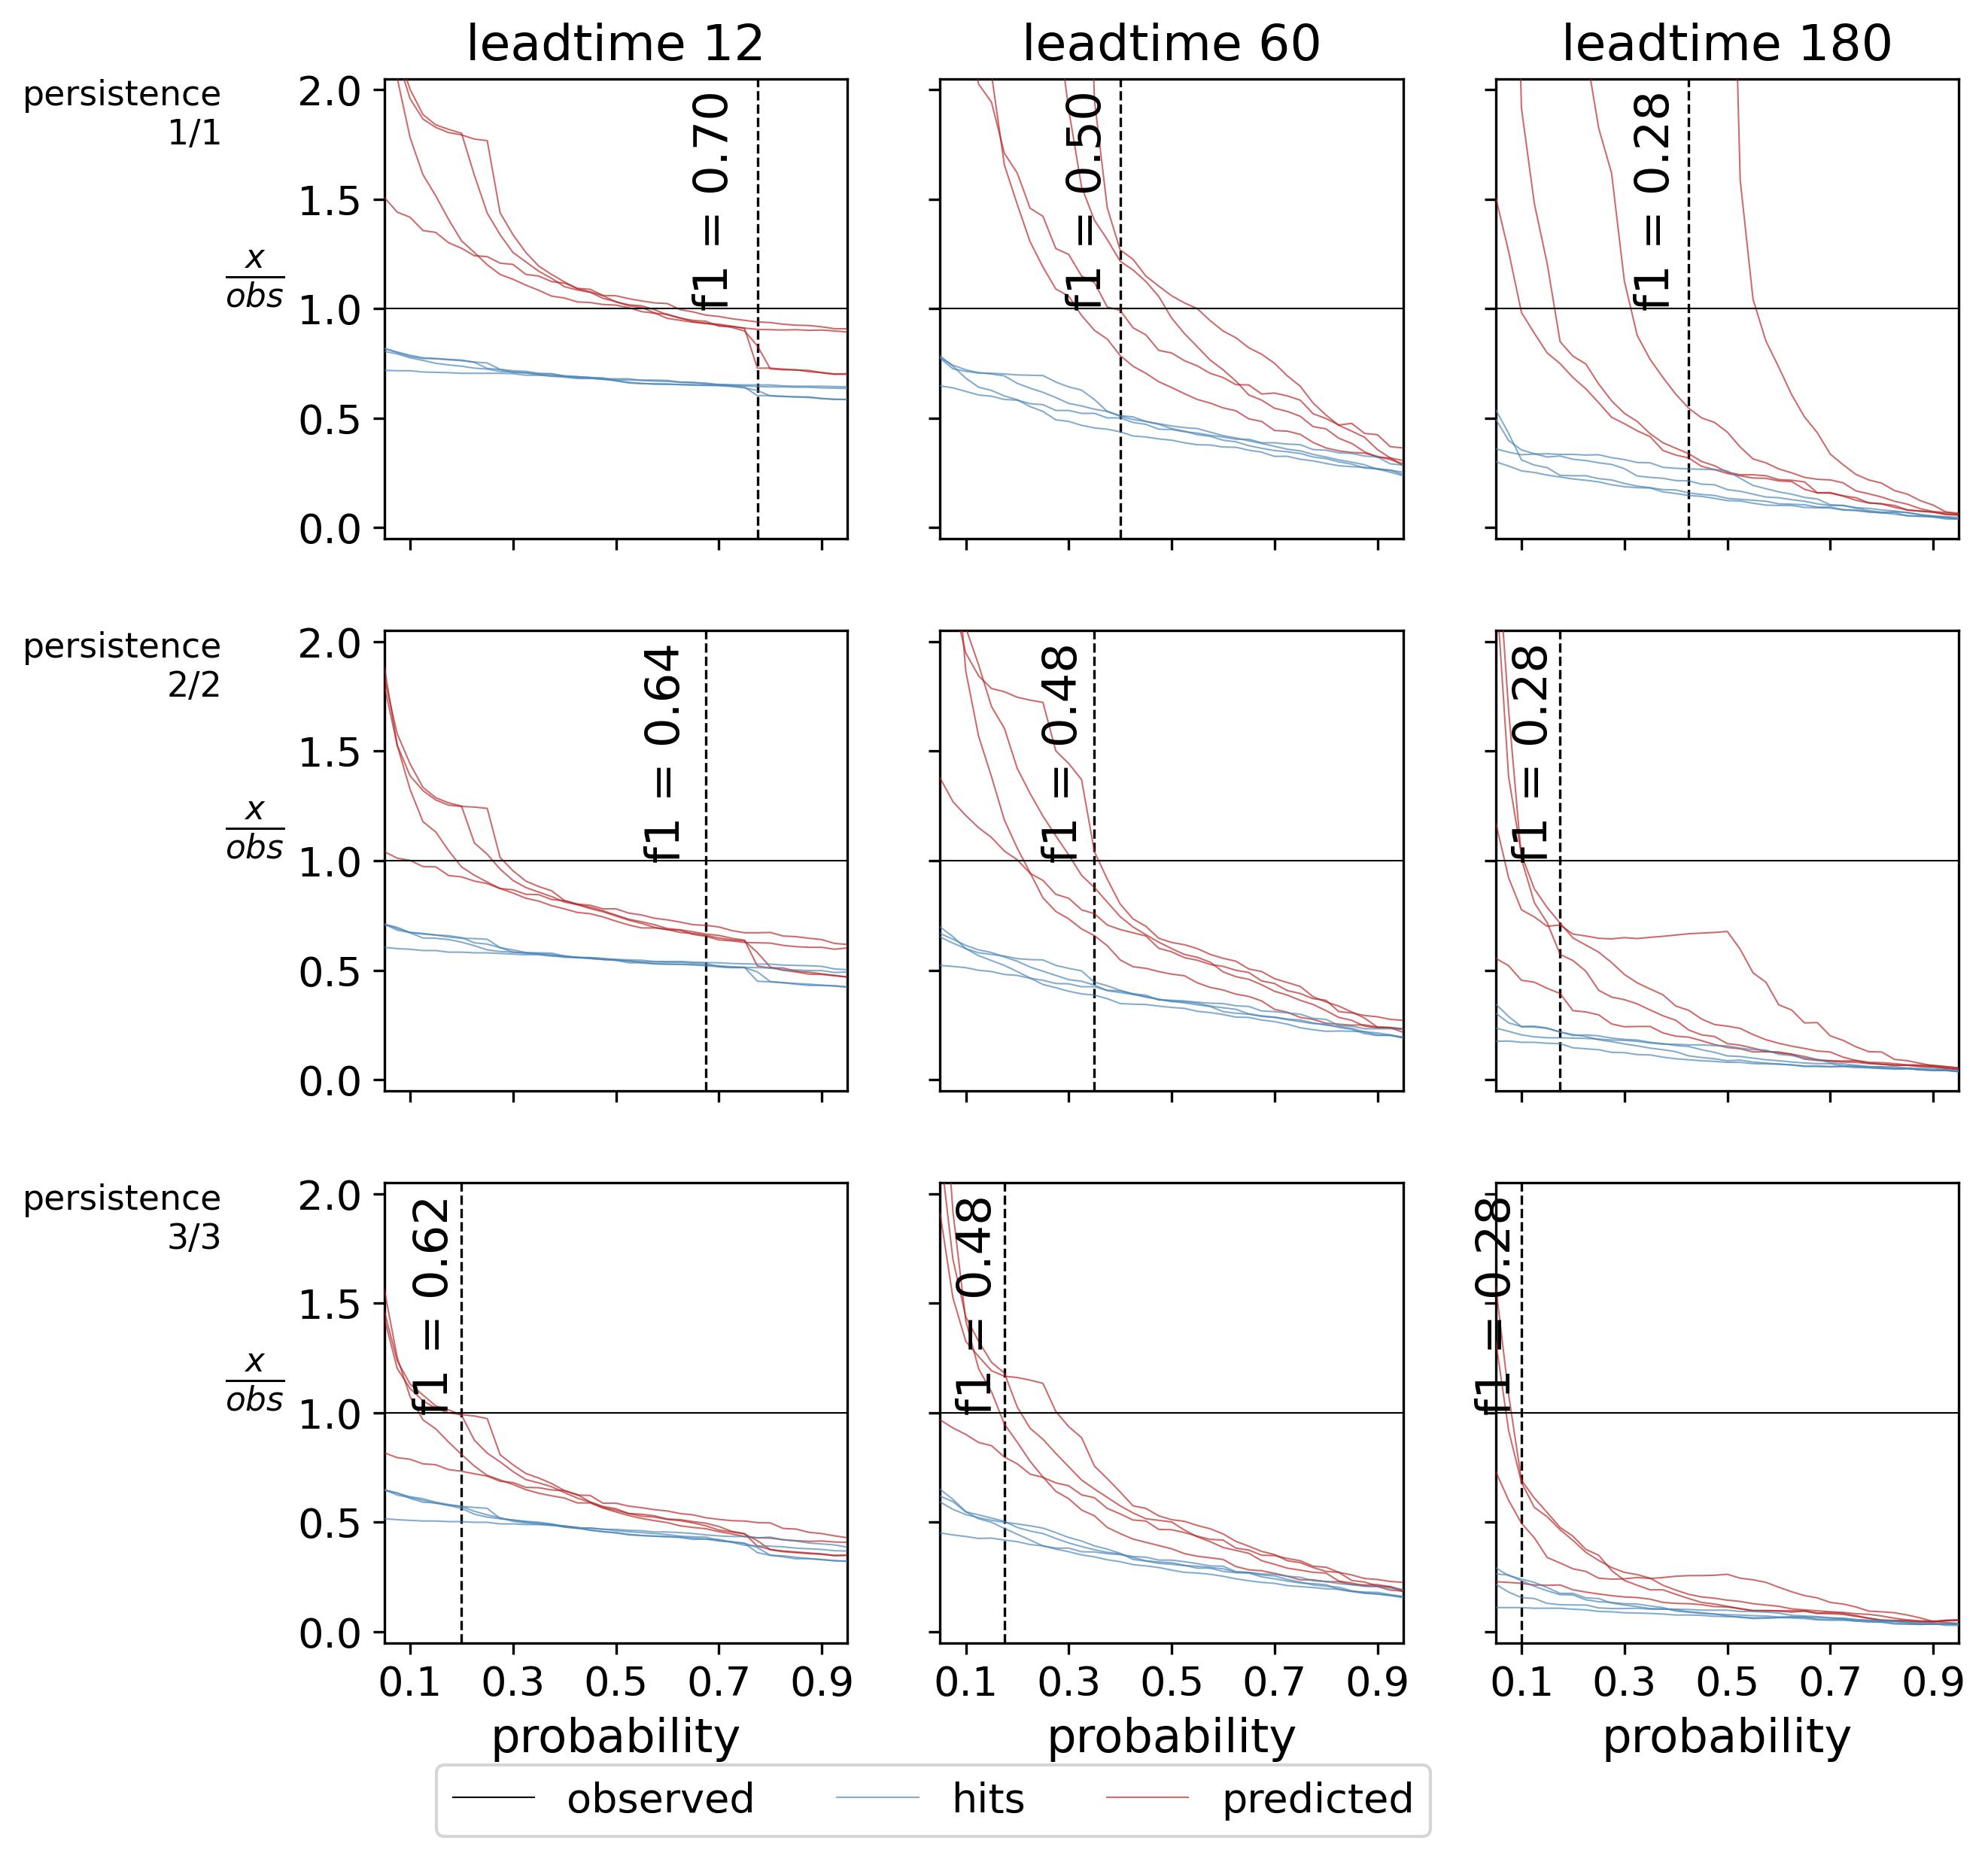 leadtime 12
leadtime 60
leadtime 180
persistence
1/1
x
obs
2.0
1.5
1.0
0.5
0.0
f1 = 0.70
f1 = 0.50
f1 = 0.28
persistence
2/2
x
obs
2.0
1.5
1.0
0.5
0.0
f1 = 0.64
f1 = 0.48
f1 = 0.28
persistence
3/3
x
obs
2.0
1.5
1.0
0.5
0.0
f1 = 0.62
f1 = 0.48
f1 = 0.28
0.1 0.3 0.5 0.7 0.9
0.1 0.3 0.5 0.7 0.9
0.1 0.3 0.5 0.7 0.9
probability
probability
probability
observed
hits
predicted